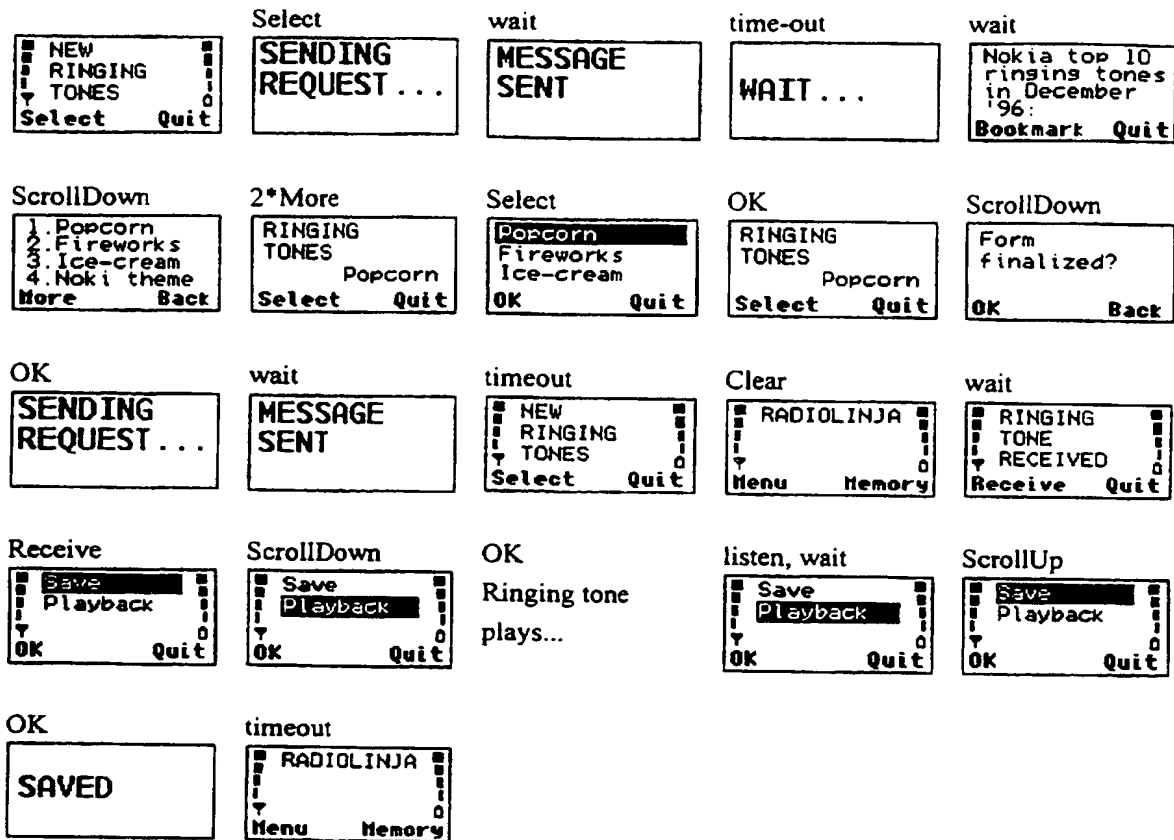 NEW
RINGING
TONES
Select Quit
Select
SENDING
REQUEST...
wait
MESSAGE
SENT
time-out
WAIT...
wait
Nokia top 10
ringing tones
in December
'96:
Bookmark Quit
ScrollDown
1.Popcorn
2.Fireworks
3.Ice-cream
4.Noki theme
More Back
2*More
RINGING
TONES
Popcorn
Select Quit
Select
Popcorn
Fireworks
Ice-cream
OK Quit
OK
RINGING
TONES
Popcorn
Select Quit
ScrollDown
Form
finalized?
OK Back
OK
SENDING
REQUEST...
wait
MESSAGE
SENT
timeout
NEW
RINGING
TONES
Select Quit
Clear
RADIOLINJA
Menu Memory
wait
RINGING
TONE
RECEIVED
Receive Quit
Receive
Save
Playback
OK Quit
ScrollDown
Save
Playback
OK Quit
OK
Ringing tone
plays...
listen, wait
Save
Playback
OK Quit
ScrollUp
Save
Playback
OK Quit
OK
SAVED
timeout
RADIOLINJA
Menu Memory